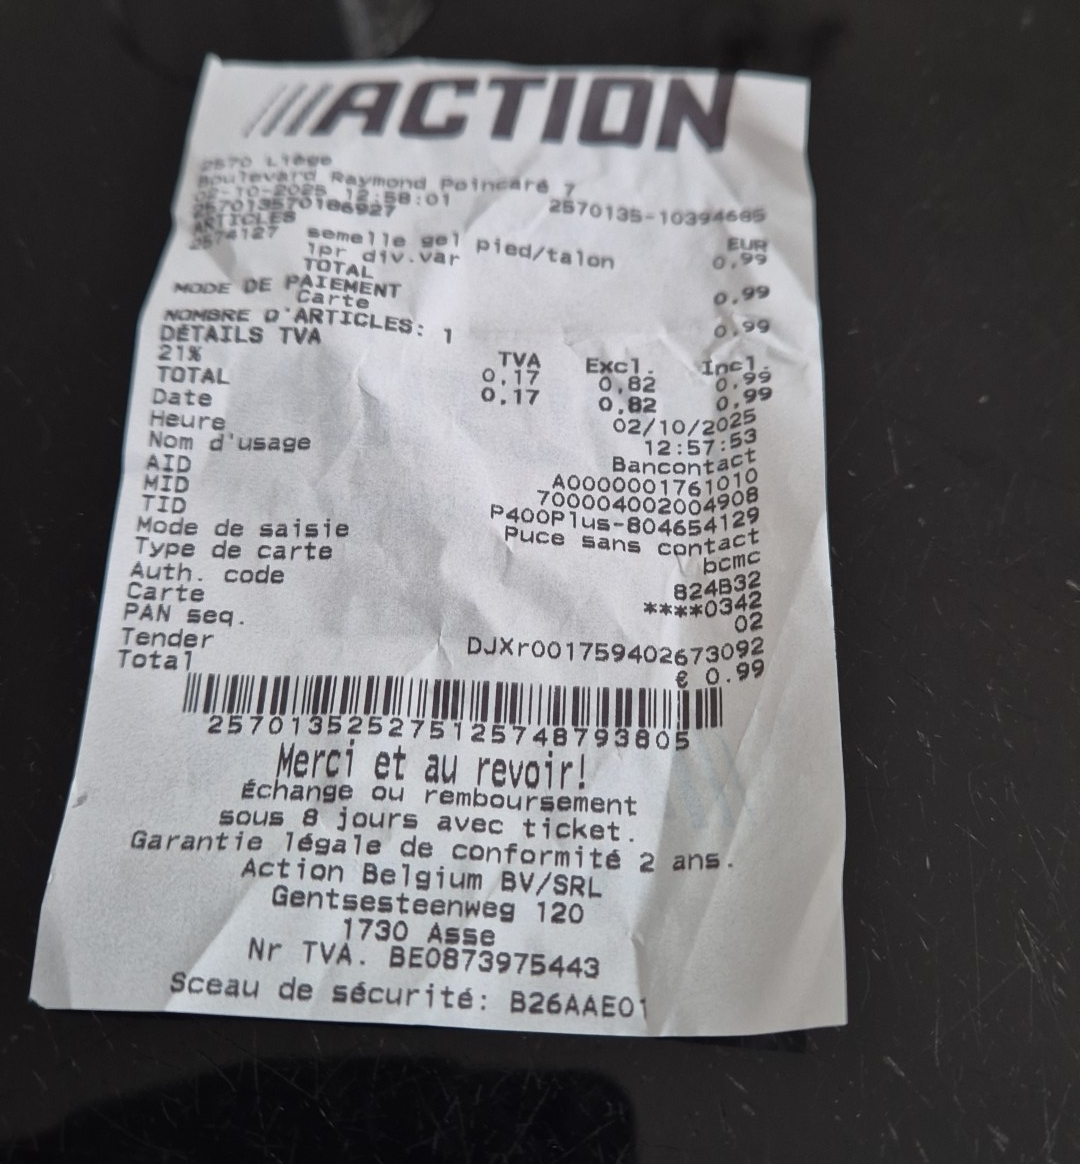 ACTION
2570 Liège
Boulevard Raymond Poincaré 7
02-10-2025 12:58:01 2570135-10394685
257013570186927
ARTICLES EUR
2574127 semelle gel pied/talon 0,99
1pr div.var
TOTAL 0,99
MODE DE PAIEMENT
Carte 0,99
NOMBRE D'ARTICLES: 1
DÉTAILS TVA
TVA Excl. Incl.
21% 0,17 0,82 0,99
TOTAL 0,17 0,82 0,99
Date 02/10/2025
Heure 12:57:53
Nom d'usage Bancontact
AID A0000001761010
MID 700004002004908
TID P400Plus-804654129
Mode de saisie Puce sans contact
Type de carte bcmc
Auth. code 824B32
Carte ****0342
PAN seq. 02
Tender DJXr001759402673092
Total € 0.99
257013525275125748793805
Merci et au revoir!
Échange ou remboursement
sous 8 jours avec ticket.
Garantie légale de conformité 2 ans.
Action Belgium BV/SRL
Gentsesteenweg 120
1730 Asse
Nr TVA. BE0873975443
Sceau de sécurité: B26AAE01